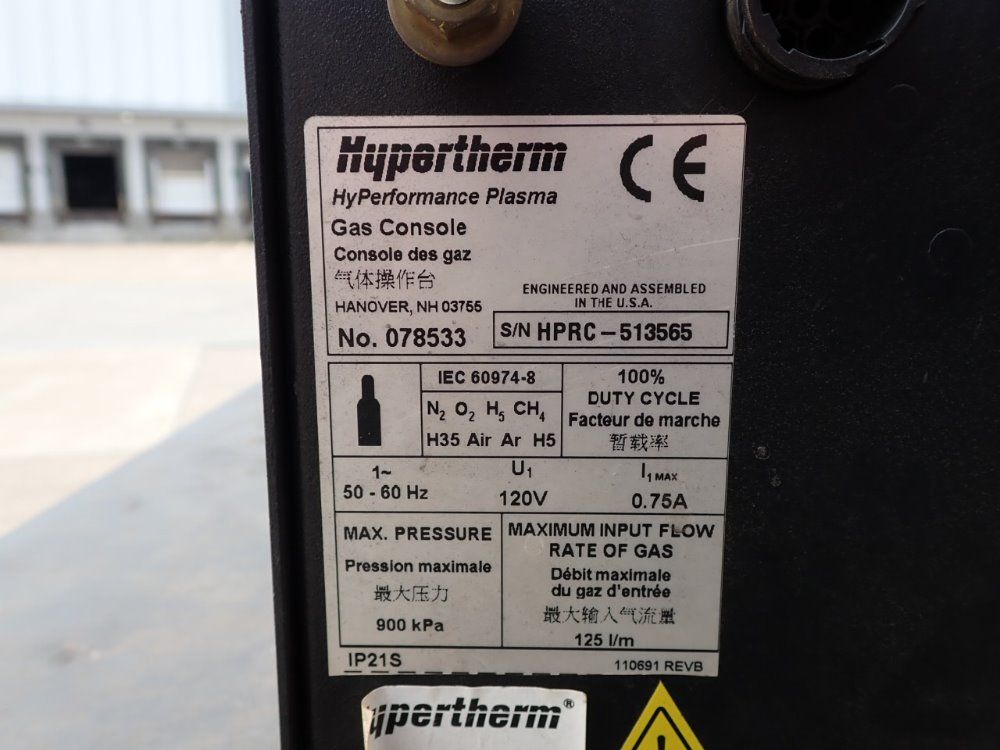 Hypertherm
CE
HyPerformance Plasma
Gas Console
Console des gaz
气体操作台
HANOVER, NH 03755
ENGINEERED AND ASSEMBLED
IN THE U.S.A.
No. 078533
S/N HPRC - 513565
IEC 60974-8
N2 O2 H5 CH4
H35 Air Ar H5
100%
DUTY CYCLE
Facteur de marche
暂载率
1~
50 - 60 Hz
U1
120V
I1 MAX
0.75A
MAX. PRESSURE
Pression maximale
最大压力
900 kPa
MAXIMUM INPUT FLOW
RATE OF GAS
Débit maximale
du gaz d'entrée
最大输入气流量
125 l/m
IP21S
110691 REVB
ypertherm®